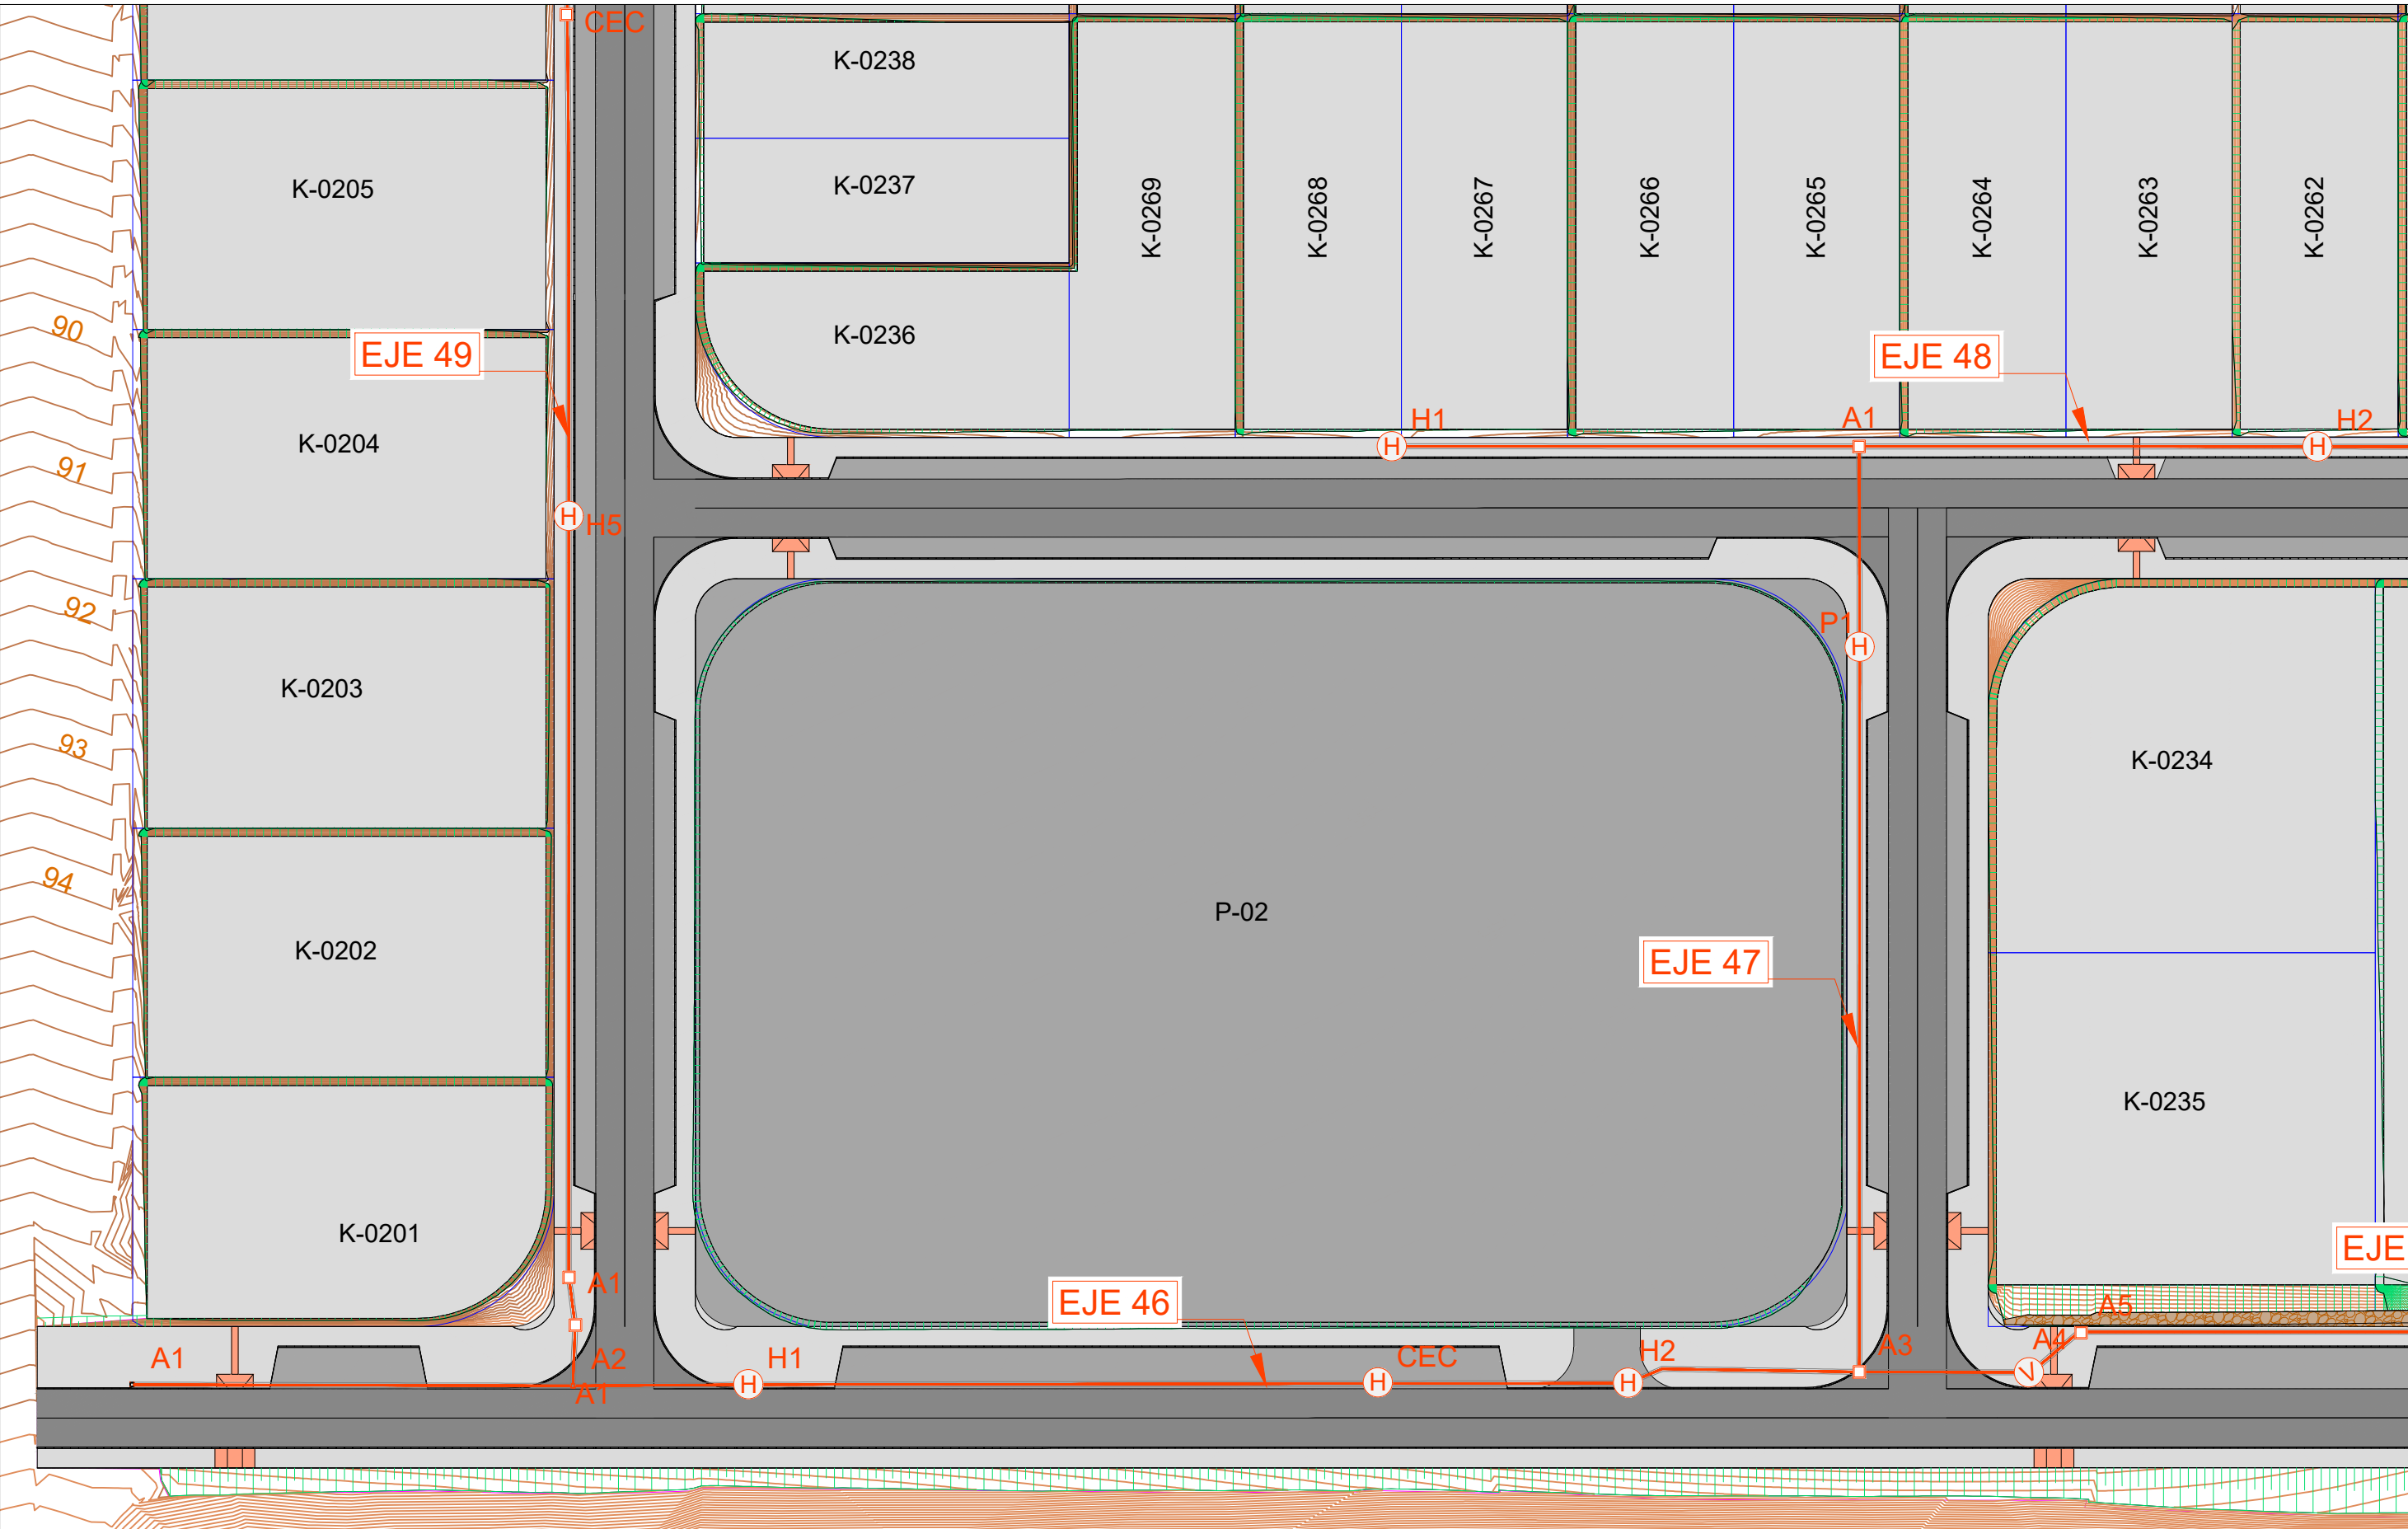 CEC
K-0238
K-0205
K-0237
K-0269
K-0268
K-0267
K-0266
K-0265
K-0264
K-0263
K-0262
90
K-0236
EJE 49
EJE 48
H1
A1
H2
H
H
K-0204
91
H
H5
92
P1
H
K-0203
93
K-0234
94
P-02
K-0202
EJE 47
K-0235
K-0201
EJE
A1
EJE 46
A5
A1
A2
H1
CEC
H2
A3
A4
A1
H
H
H
V